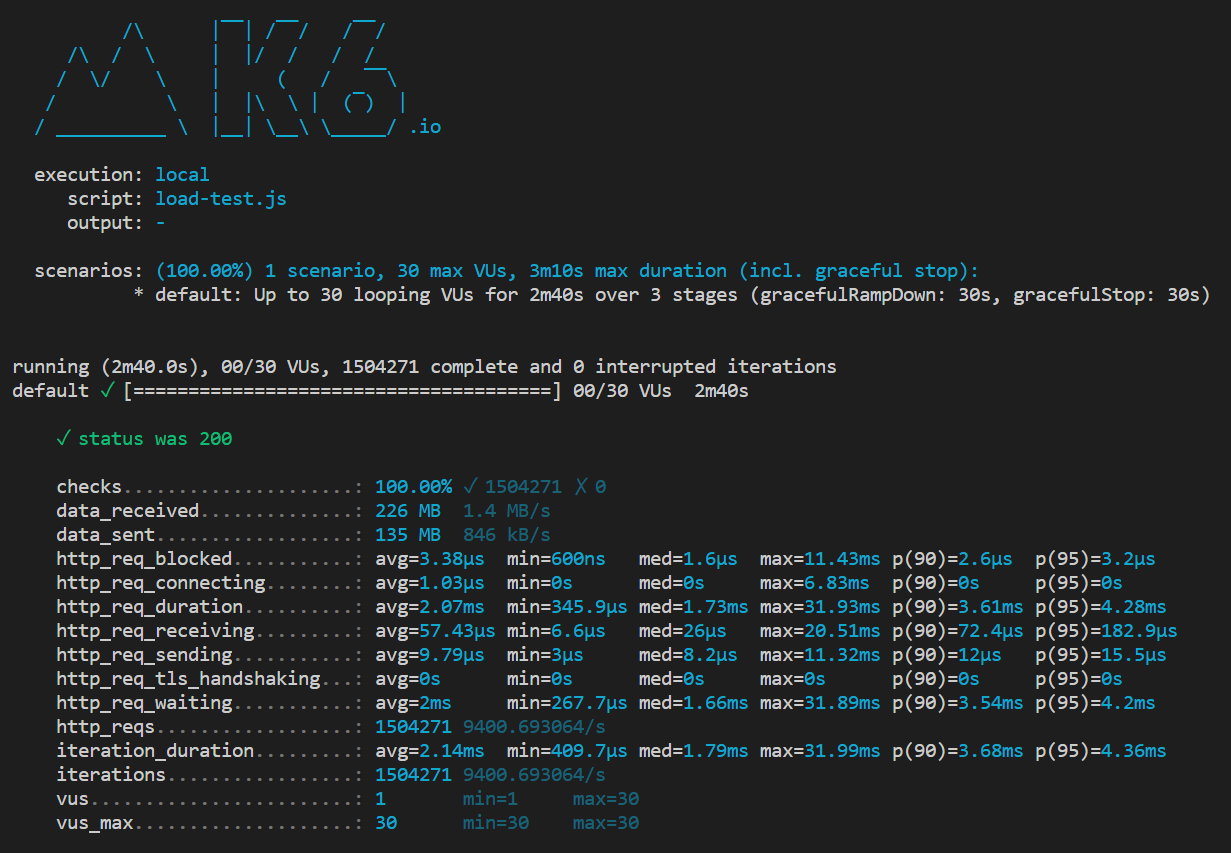 /\      |‾‾| /‾‾/   /‾‾/
     /\  /  \     |  |/  /   /  /
    /  \/    \    |     (   /   ‾‾\
   /          \   |  |\  \ |  (‾)  |
  / __________ \  |__| \__\ \_____/ .io
execution: local
script: load-test.js
output: -
scenarios: (100.00%) 1 scenario, 30 max VUs, 3m10s max duration (incl. graceful stop):
* default: Up to 30 looping VUs for 2m40s over 3 stages (gracefulRampDown: 30s, gracefulStop: 30s)
running (2m40.0s), 00/30 VUs, 1504271 complete and 0 interrupted iterations
default ✓ [======================================] 00/30 VUs  2m40s
✓ status was 200
checks.....................: 100.00% ✓ 1504271 ✗ 0
data_received..............: 226 MB  1.4 MB/s
data_sent..................: 135 MB  846 kB/s
http_req_blocked...........: avg=3.38µs  min=600ns   med=1.6µs  max=11.43ms p(90)=2.6µs  p(95)=3.2µs
http_req_connecting........: avg=1.03µs  min=0s      med=0s     max=6.83ms  p(90)=0s     p(95)=0s
http_req_duration..........: avg=2.07ms  min=345.9µs med=1.73ms max=31.93ms p(90)=3.61ms p(95)=4.28ms
http_req_receiving.........: avg=57.43µs min=6.6µs   med=26µs   max=20.51ms p(90)=72.4µs p(95)=182.9µs
http_req_sending...........: avg=9.79µs  min=3µs     med=8.2µs  max=11.32ms p(90)=12µs   p(95)=15.5µs
http_req_tls_handshaking...: avg=0s      min=0s      med=0s     max=0s      p(90)=0s     p(95)=0s
http_req_waiting...........: avg=2ms     min=267.7µs med=1.66ms max=31.89ms p(90)=3.54ms p(95)=4.2ms
http_reqs..................: 1504271 9400.693064/s
iteration_duration.........: avg=2.14ms  min=409.7µs med=1.79ms max=31.99ms p(90)=3.68ms p(95)=4.36ms
iterations.................: 1504271 9400.693064/s
vus........................: 1       min=1     max=30
vus_max....................: 30      min=30    max=30